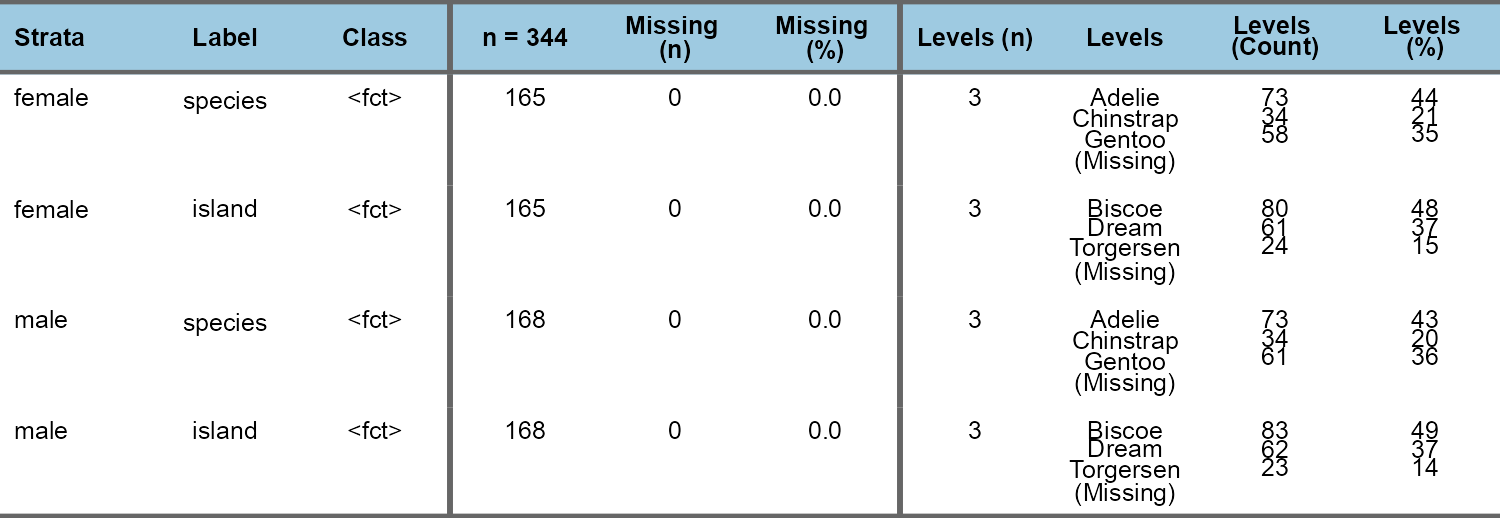 Strata Label Class n = 344 Missing (n) Missing (%) Levels (n) Levels Levels (Count) Levels (%)
female species <fct> 165 0 0.0 3 Adelie 73 44
Chinstrap 34 21
Gentoo 58 35
(Missing)
female island <fct> 165 0 0.0 3 Biscoe 80 48
Dream 61 37
Torgersen 24 15
(Missing)
male species <fct> 168 0 0.0 3 Adelie 73 43
Chinstrap 34 20
Gentoo 61 36
(Missing)
male island <fct> 168 0 0.0 3 Biscoe 83 49
Dream 62 37
Torgersen 23 14
(Missing)